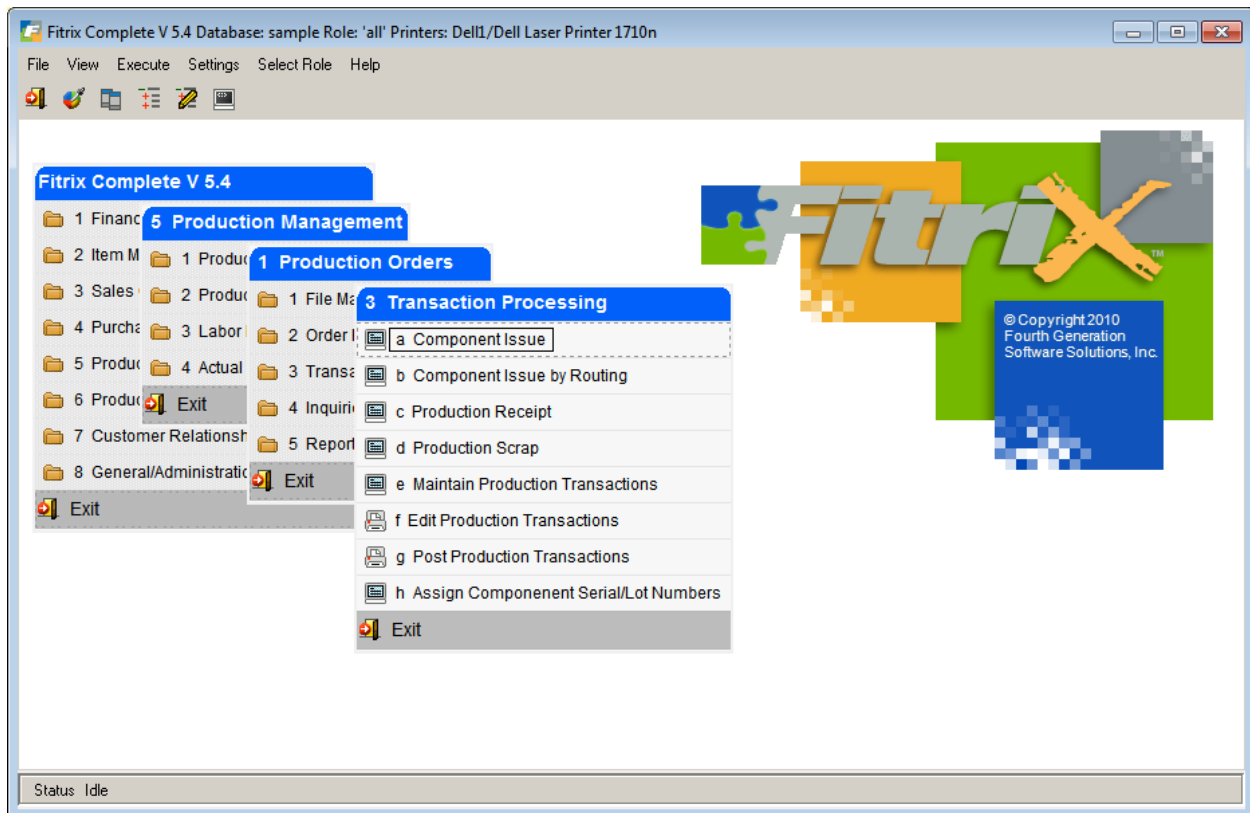 Fitrix Complete V 5.4 Database: sample Role: 'all' Printers: Dell1/Dell Laser Printer 1710n
File View Execute Settings Select Role Help
Fitrix Complete V 5.4
1 Financ
2 Item M
3 Sales
4 Purcha
5 Produc
6 Produc
7 Customer Relationsh
8 General/Administratio
Exit
5 Production Management
1 Produc
2 Produc
3 Labor
4 Actual
Exit
1 Production Orders
1 File Ma
2 Order I
3 Transa
4 Inquiri
5 Report
Exit
3 Transaction Processing
a Component Issue
b Component Issue by Routing
c Production Receipt
d Production Scrap
e Maintain Production Transactions
f Edit Production Transactions
g Post Production Transactions
h Assign Componenent Serial/Lot Numbers
Exit
FitriX TM
© Copyright 2010
Fourth Generation
Software Solutions, Inc.
Status Idle